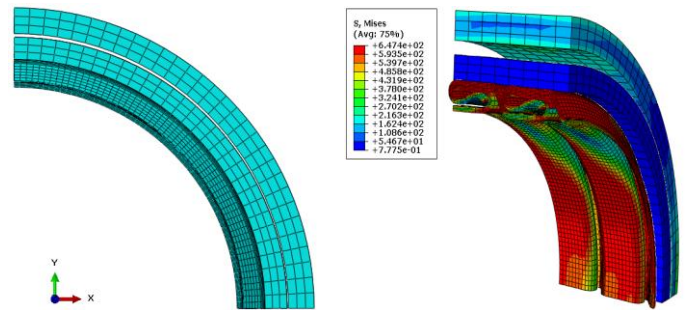 S, Mises
(Avg: 75%)
+6.474e+02
+5.935e+02
+5.397e+02
+4.858e+02
+4.319e+02
+3.780e+02
+3.241e+02
+2.702e+02
+2.163e+02
+1.624e+02
+1.086e+02
+5.467e+01
+7.775e-01
Y
X